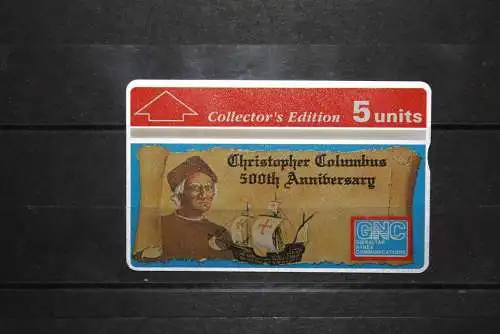 Collector's Edition 5 units
Christopher Columbus
500th Anniversary
GNC
GIBRALTAR
NYNEX
COMMUNICATIONS